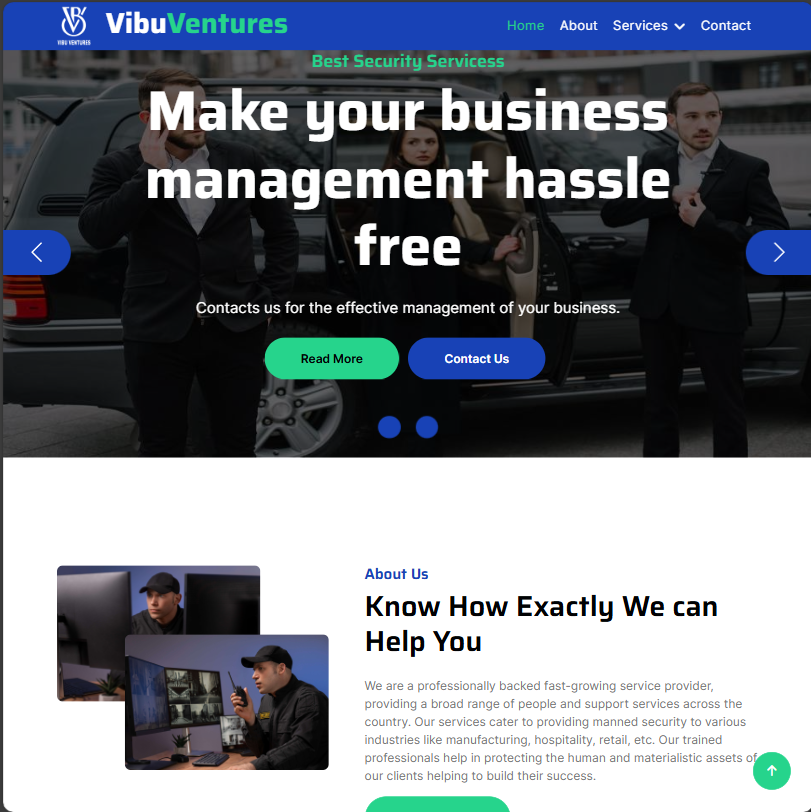 VIBU VENTURES
VibuVentures
Home About Services Contact
Best Security Servicess
Make your business
management hassle
free
Contacts us for the effective management of your business.
Read More Contact Us
About Us
Know How Exactly We can
Help You
We are a professionally backed fast-growing service provider,
providing a broad range of people and support services across the
country. Our services cater to providing manned security to various
industries like manufacturing, hospitality, retail, etc. Our trained
professionals help in protecting the human and materialistic assets of
our clients helping to build their success.